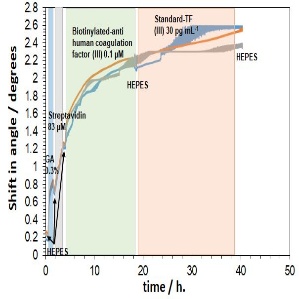 2.8
2.6
2.4
2.2
2.0
1.8
1.6
1.4
1.2
1.0
0.8
0.6
0.4
0.2
0
Shift in angle / degrees
Biotinylated-anti
human coagulation
factor (III) 0.1 µM
Standard-TF
(III) 30 pg mL⁻¹
HEPES
HEPES
Streptavidin
83 µM
GA
0.3%
HEPES
0 10 20 30 40 50
time / h.